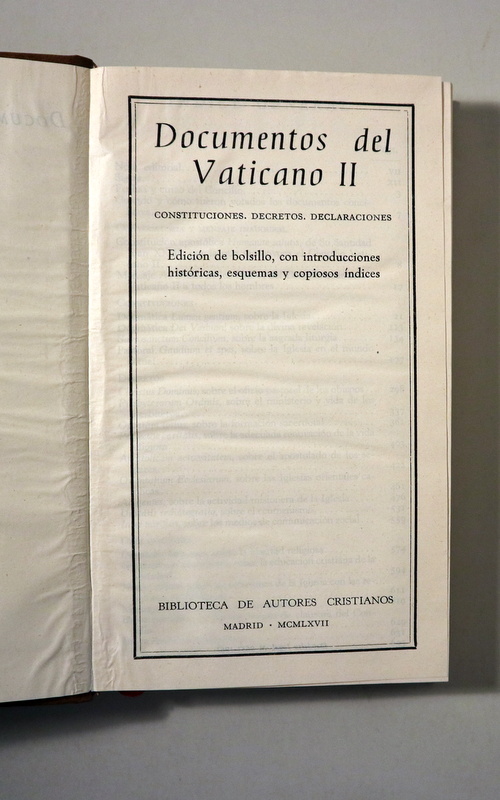 Documentos del
Vaticano II
CONSTITUCIONES. DECRETOS. DECLARACIONES
Edición de bolsillo, con introducciones
históricas, esquemas y copiosos índices
BIBLIOTECA DE AUTORES CRISTIANOS
MADRID · MCMLXVII